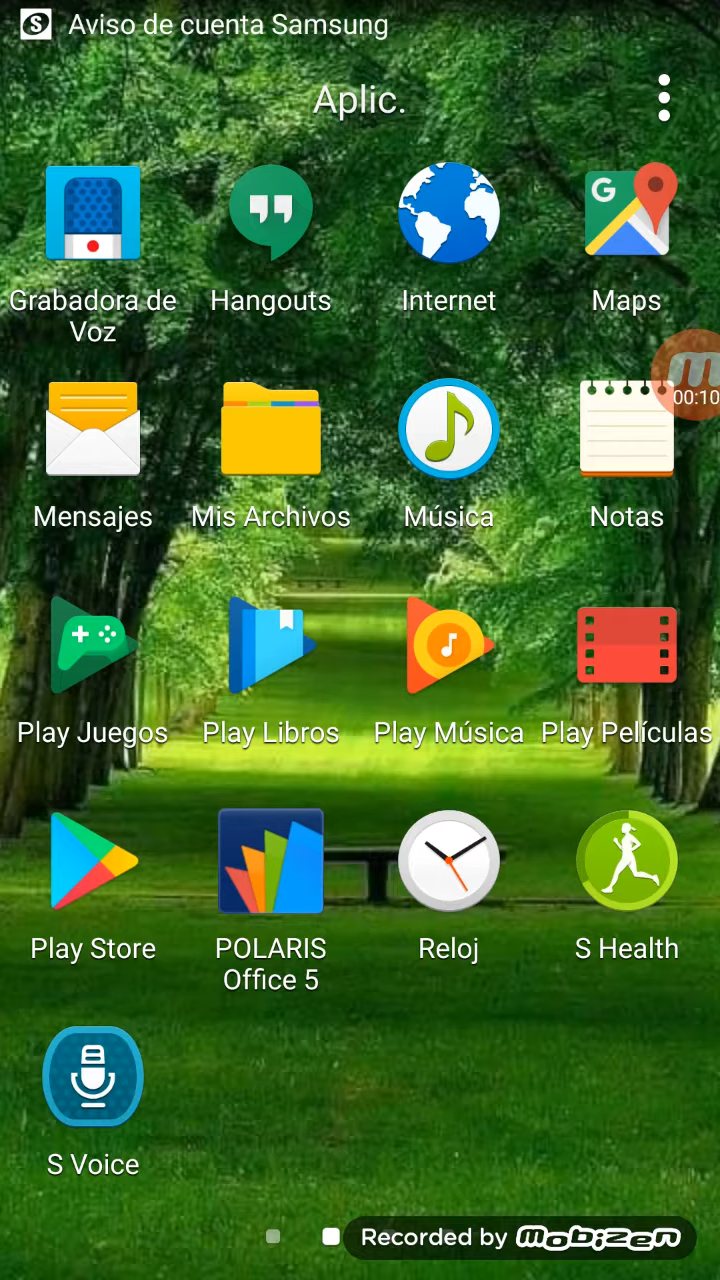 Aviso de cuenta Samsung
Aplic.
Grabadora de
Voz
Hangouts
Internet
G
Maps
00:10
Mensajes
Mis Archivos
Música
Notas
Play Juegos
Play Libros
Play Música
Play Películas
Play Store
POLARIS
Office 5
Reloj
S Health
S Voice
Recorded by mobizen